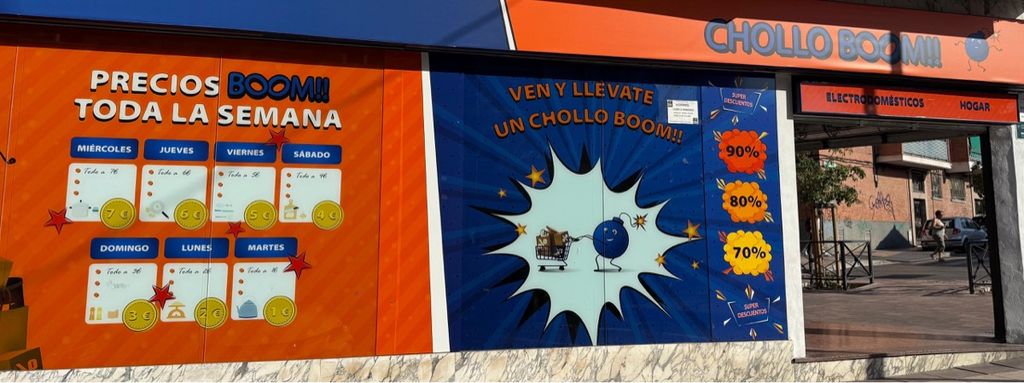 CHOLLO BOOM!!
PRECIOS BOOM!!
TODA LA SEMANA
MIÉRCOLES
JUEVES
VIERNES
SÁBADO
Todo a 7€
Todo a 6€
Todo a 5€
Todo a 4€
7€
6€
5€
4€
DOMINGO
LUNES
MARTES
Todo a 3€
Todo a 2€
Todo a 1€
3€
2€
1€
VEN Y LLÉVATE
UN CHOLLO BOOM!!
SUPER
DESCUENTOS
90%
80%
70%
SUPER
DESCUENTOS
ELECTRODOMÉSTICOS HOGAR